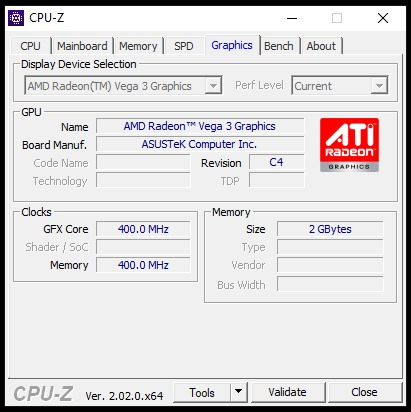 CPU-Z
CPU Mainboard Memory SPD Graphics Bench About
Display Device Selection
AMD Radeon(TM) Vega 3 Graphics Perf Level Current
GPU
Name AMD Radeon™ Vega 3 Graphics
Board Manuf. ASUSTeK Computer Inc.
Code Name Revision C4
Technology TDP
ATI
RADEON
GRAPHICS
Clocks
GFX Core 400.0 MHz
Shader / SoC
Memory 400.0 MHz
Memory
Size 2 GBytes
Type
Vendor
Bus Width
CPU-Z Ver. 2.02.0.x64 Tools Validate Close